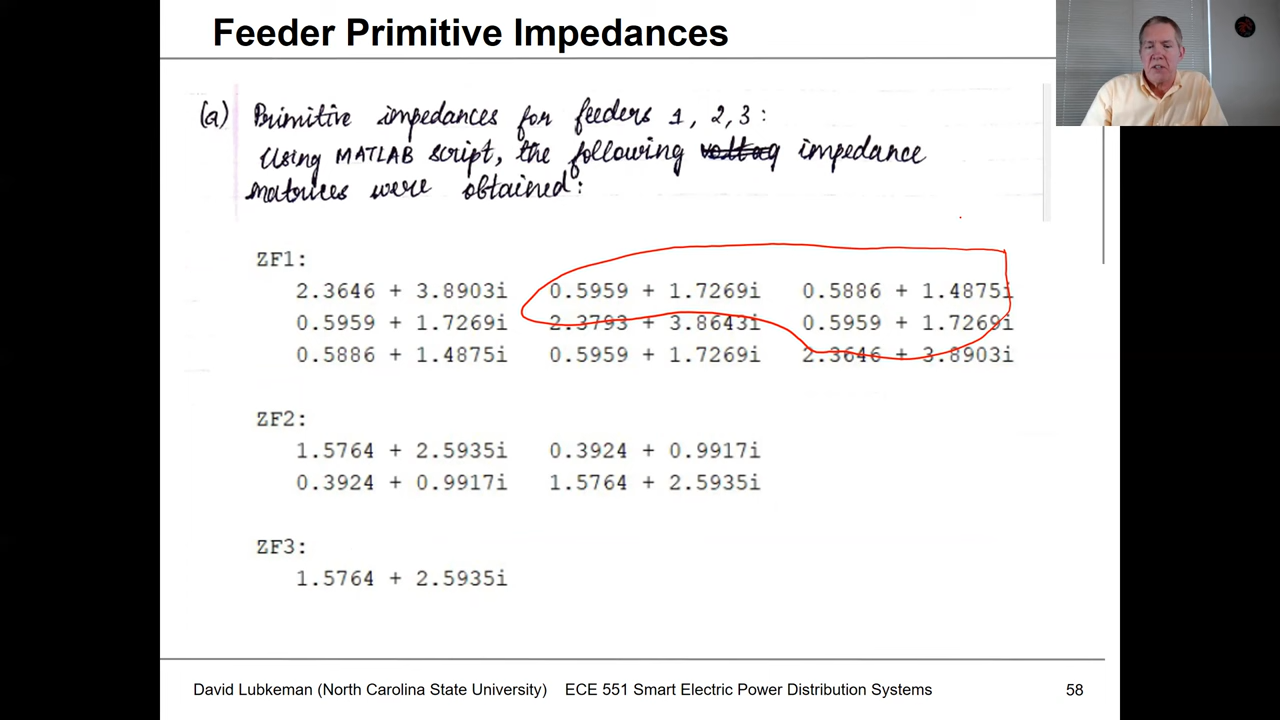 Feeder Primitive Impedances
(a) Primitive impedances for feeders 1, 2, 3 :
Using MATLAB script, the following impedance
matrices were obtained:
ZF1:
2.3646 + 3.8903i 0.5959 + 1.7269i 0.5886 + 1.4875i
0.5959 + 1.7269i 2.3793 + 3.8643i 0.5959 + 1.7269i
0.5886 + 1.4875i 0.5959 + 1.7269i 2.3646 + 3.8903i
ZF2:
1.5764 + 2.5935i 0.3924 + 0.9917i
0.3924 + 0.9917i 1.5764 + 2.5935i
ZF3:
1.5764 + 2.5935i
David Lubkeman (North Carolina State University) ECE 551 Smart Electric Power Distribution Systems 58